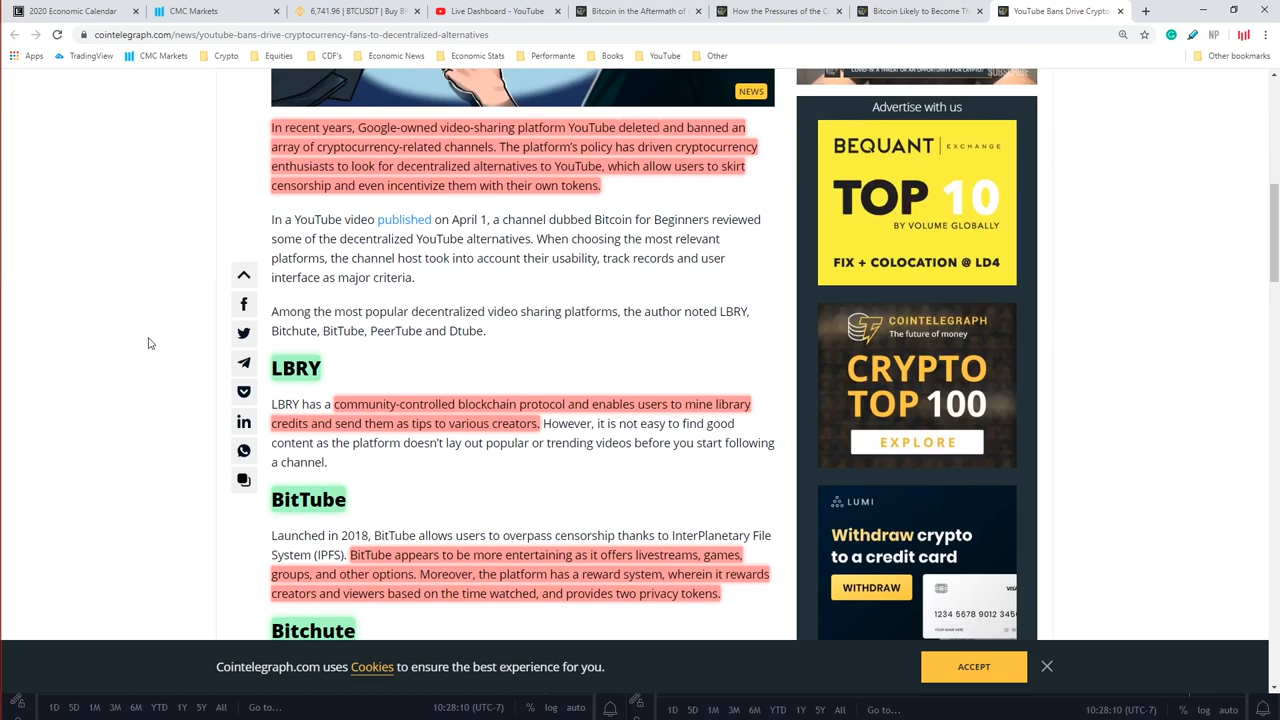 2020 Economic Calendar
CMC Markets
6,741.96 | BTCUSDT | Buy Bi
Live Dashboard - YouTube
Bitcoin in the Aftermath of
How the Pressures of the C
Bitcoin Likely to Become Th
YouTube Bans Drive Crypto
cointelegraph.com/news/youtube-bans-drive-cryptocurrency-fans-to-decentralized-alternatives
Apps
TradingView
CMC Markets
Crypto
Equities
CDF's
Economic News
Economic Stats
Performante
Books
YouTube
Other
Other bookmarks
NP
NEWS
SUBSCRIBE
In recent years, Google-owned video-sharing platform YouTube deleted and banned an
array of cryptocurrency-related channels. The platform's policy has driven cryptocurrency
enthusiasts to look for decentralized alternatives to YouTube, which allow users to skirt
censorship and even incentivize them with their own tokens.
In a YouTube video published on April 1, a channel dubbed Bitcoin for Beginners reviewed
some of the decentralized YouTube alternatives. When choosing the most relevant
platforms, the channel host took into account their usability, track records and user
interface as major criteria.
Among the most popular decentralized video sharing platforms, the author noted LBRY,
Bitchute, BitTube, PeerTube and Dtube.
LBRY
LBRY has a community-controlled blockchain protocol and enables users to mine library
credits and send them as tips to various creators. However, it is not easy to find good
content as the platform doesn't lay out popular or trending videos before you start following
a channel.
BitTube
Launched in 2018, BitTube allows users to overpass censorship thanks to InterPlanetary File
System (IPFS). BitTube appears to be more entertaining as it offers livestreams, games,
groups, and other options. Moreover, the platform has a reward system, wherein it rewards
creators and viewers based on the time watched, and provides two privacy tokens.
Bitchute
Advertise with us
BEQUANT | EXCHANGE
TOP 10
BY VOLUME GLOBALLY
FIX + COLOCATION @ LD4
COINTELEGRAPH
The future of money
CRYPTO
TOP 100
EXPLORE
LUMI
Withdraw crypto
to a credit card
WITHDRAW
VISA
1234 5678 9012 3456
Cointelegraph.com uses Cookies to ensure the best experience for you.
ACCEPT
1D 5D 1M 3M 6M YTD 1Y 5Y All Go to...
10:28:10 (UTC-7) % log auto
1D 5D 1M 3M 6M YTD 1Y 5Y All Go to...
10:28:10 (UTC-7) % log auto